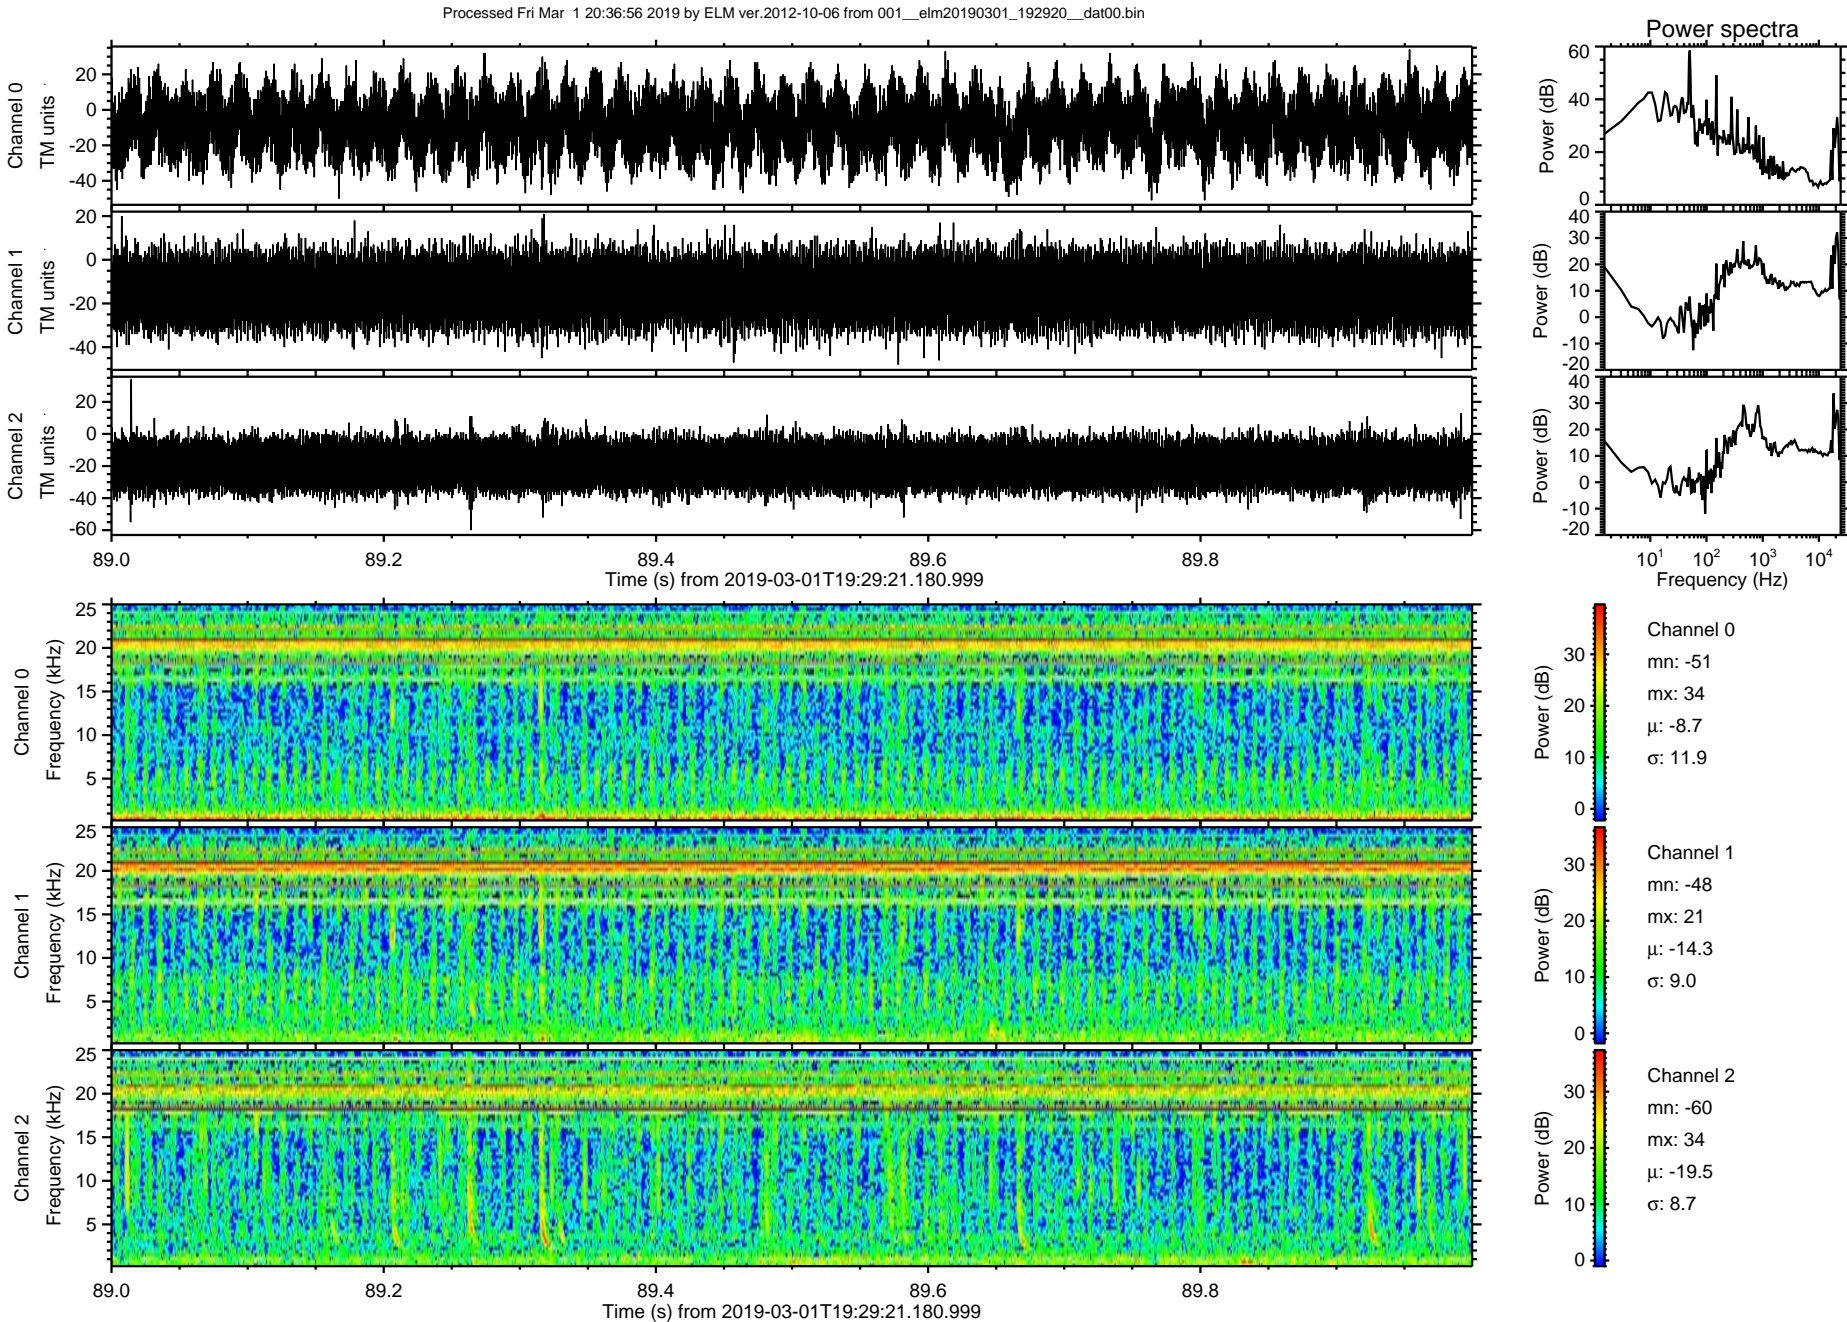 Processed Fri Mar  1 20:36:56 2019 by ELM ver.2012-10-06 from 001__elm20190301_192920__dat00.bin
Power spectra
Channel 0
TM units
20
0
-20
-40
Power (dB)
60
40
20
0
Channel 1
TM units
20
0
-20
-40
Power (dB)
40
30
20
10
0
-10
-20
Channel 2
TM units
20
0
-20
-40
-60
Power (dB)
40
30
20
10
0
-10
-20
89.0 89.2 89.4 89.6 89.8
Time (s) from 2019-03-01T19:29:21.180.999
10^1 10^2 10^3 10^4
Frequency (Hz)
Channel 0
Frequency (kHz)
25
20
15
10
5
Power (dB)
30
20
10
0
Channel 0
mn: -51
mx: 34
μ: -8.7
σ: 11.9
Channel 1
Frequency (kHz)
25
20
15
10
5
Power (dB)
30
20
10
0
Channel 1
mn: -48
mx: 21
μ: -14.3
σ: 9.0
Channel 2
Frequency (kHz)
25
20
15
10
5
Power (dB)
30
20
10
0
Channel 2
mn: -60
mx: 34
μ: -19.5
σ: 8.7
89.0 89.2 89.4 89.6 89.8
Time (s) from 2019-03-01T19:29:21.180.999